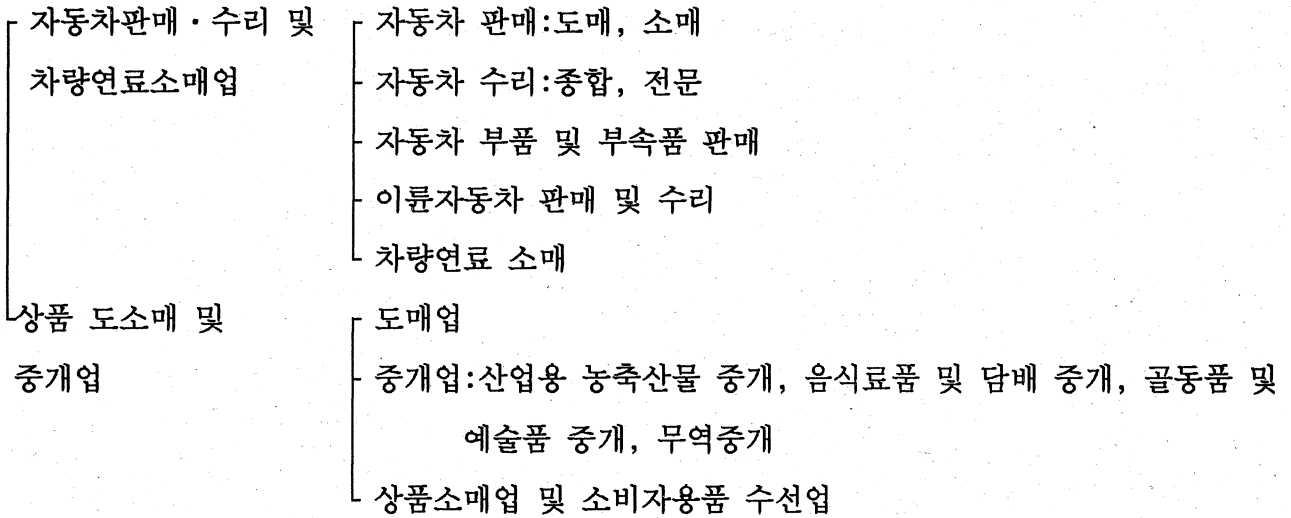 자동차판매·수리 및 자동차 판매:도매, 소매
차량연료소매업 자동차 수리:종합, 전문
자동차 부품 및 부속품 판매
이륜자동차 판매 및 수리
차량연료 소매
상품 도소매 및 도매업
중개업 중개업:산업용 농축산물 중개, 음식료품 및 담배 중개, 골동품 및
예술품 중개, 무역중개
상품소매업 및 소비자용품 수선업